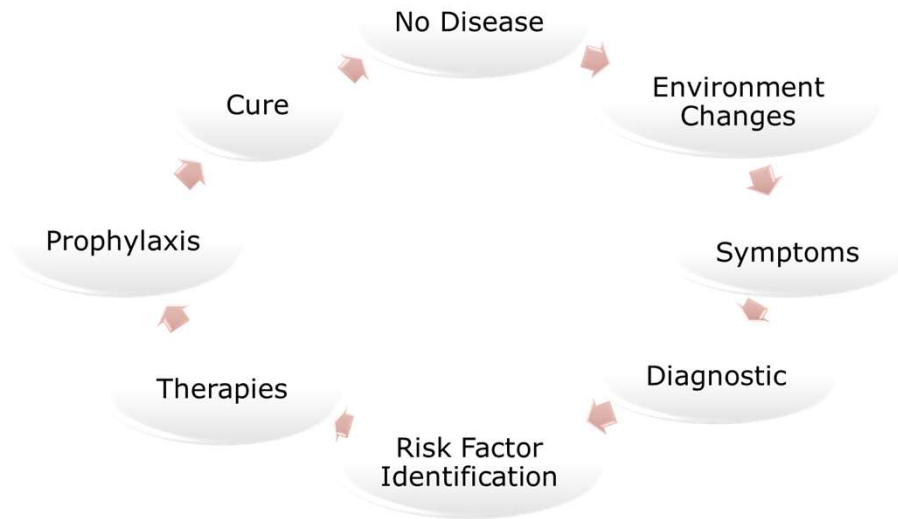 No Disease
Environment
Changes
Symptoms
Diagnostic
Risk Factor
Identification
Therapies
Prophylaxis
Cure